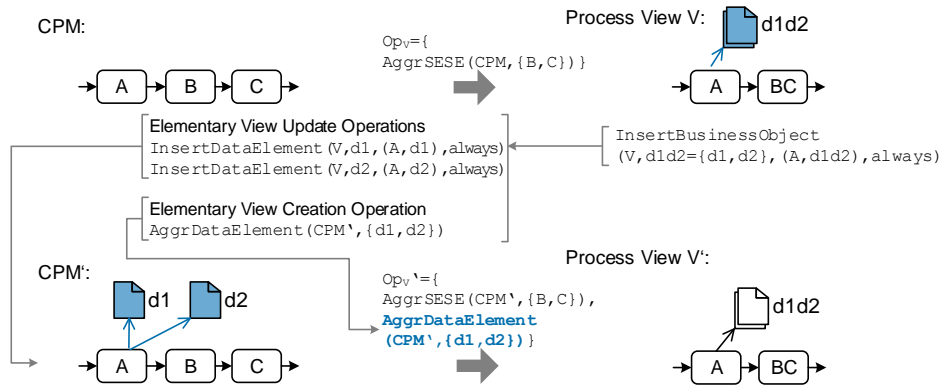 CPM:
Op_V={
AggrSESE(CPM,{B,C})}
Process View V:
d1d2
A
B
C
A
BC
Elementary View Update Operations
InsertDataElement(V,d1,(A,d1),always)
InsertDataElement(V,d2,(A,d2),always)
InsertBusinessObject
(V,d1d2={d1,d2},(A,d1d2),always)
Elementary View Creation Operation
AggrDataElement(CPM‘,{d1,d2})
CPM‘:
d1
d2
Op_V‘={
AggrSESE(CPM‘,{B,C}),
AggrDataElement
(CPM‘,{d1,d2})}
Process View V‘:
d1d2
A
B
C
A
BC